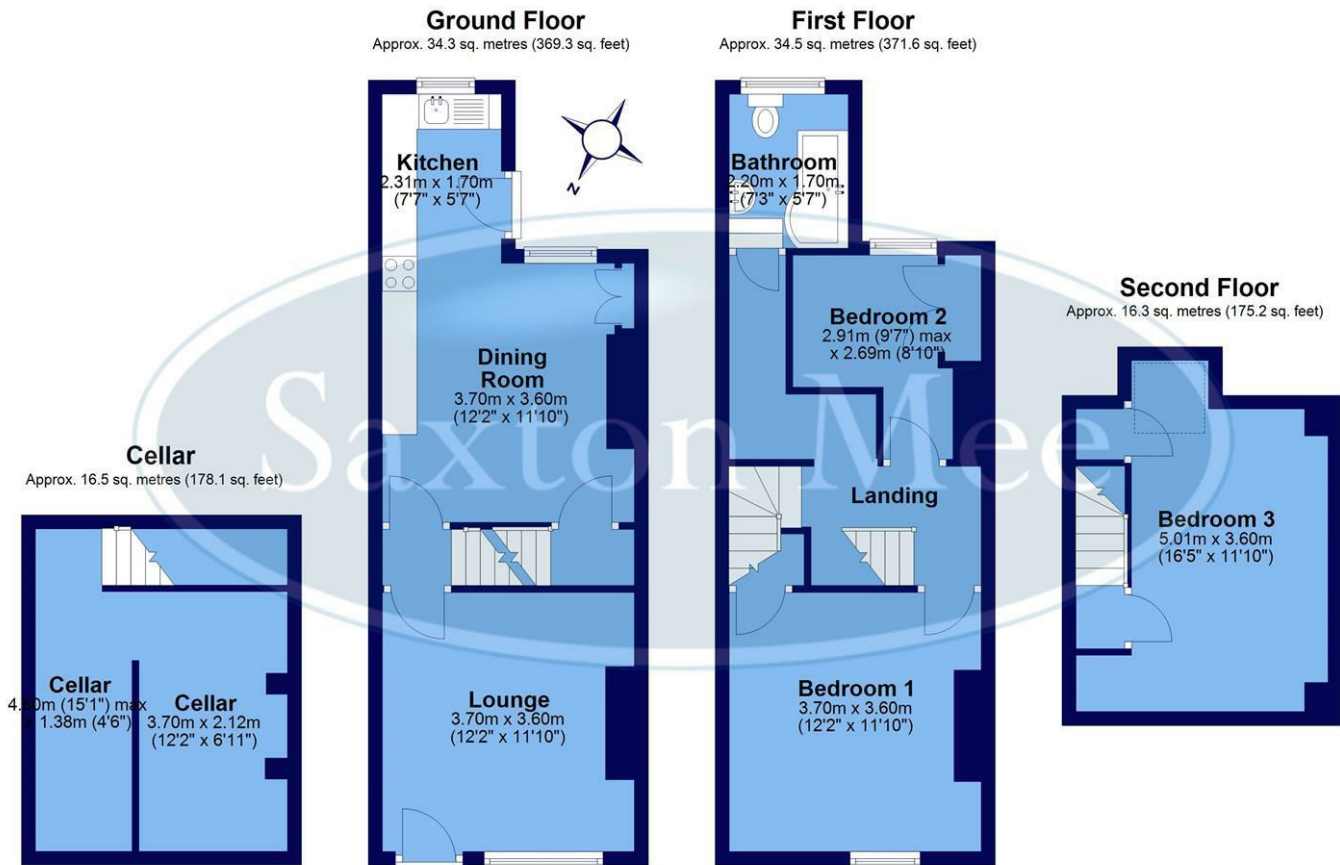 Ground Floor
Approx. 34.3 sq. metres (369.3 sq. feet)
Kitchen
2.31m x 1.70m
(7'7" x 5'7")
N
Dining
Room
3.70m x 3.60m
(12'2" x 11'10")
Lounge
3.70m x 3.60m
(12'2" x 11'10")
First Floor
Approx. 34.5 sq. metres (371.6 sq. feet)
Bathroom
2.20m x 1.70m
(7'3" x 5'7")
Bedroom 2
2.91m (9'7") max
x 2.69m (8'10")
Landing
Bedroom 1
3.70m x 3.60m
(12'2" x 11'10")
Second Floor
Approx. 16.3 sq. metres (175.2 sq. feet)
Bedroom 3
5.01m x 3.60m
(16'5" x 11'10")
Cellar
Approx. 16.5 sq. metres (178.1 sq. feet)
Cellar
4.60m (15'1") max
x 1.38m (4'6")
Cellar
3.70m x 2.12m
(12'2" x 6'11")
Saxton Mee